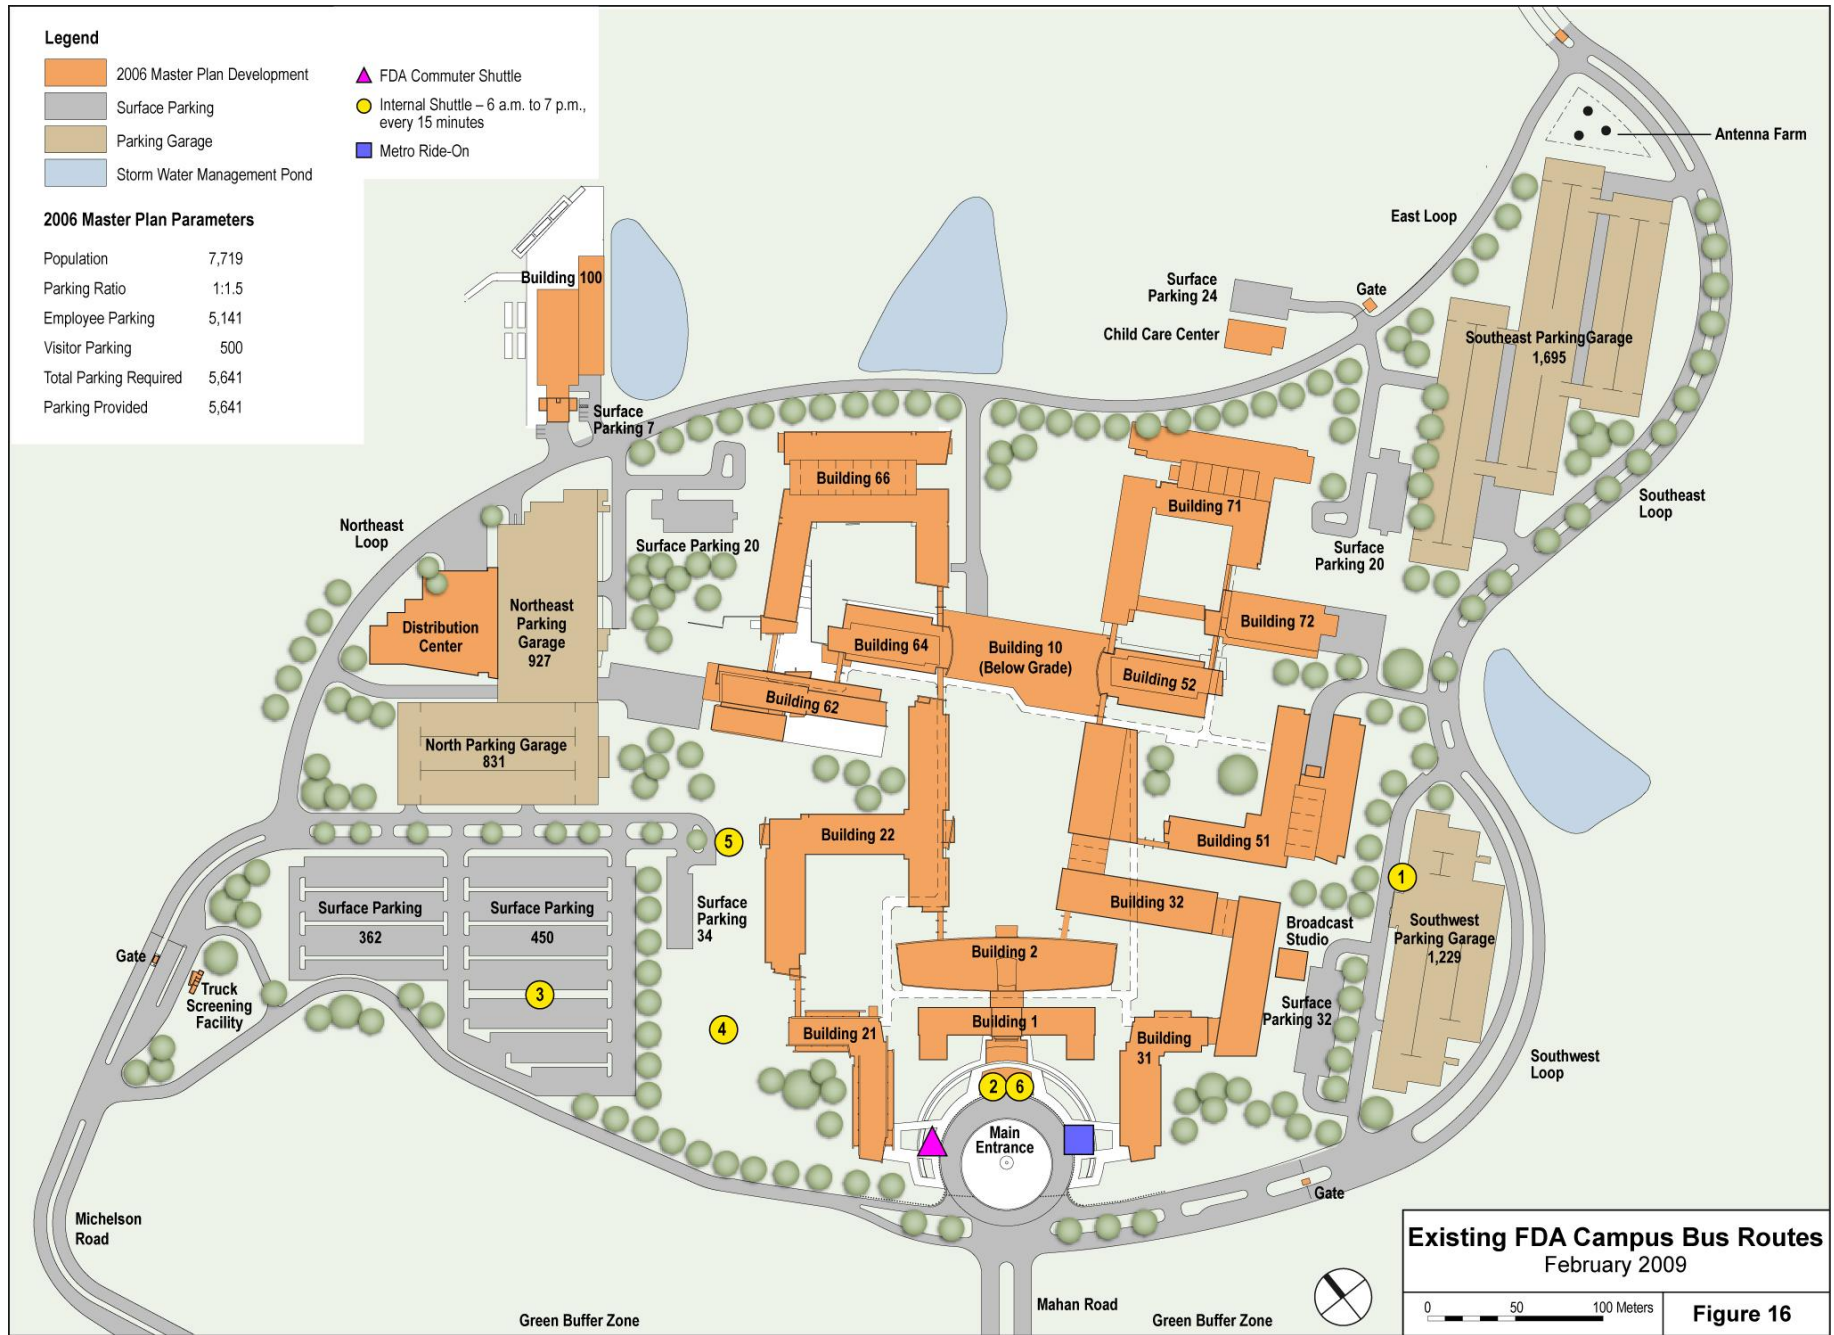 Legend
2006 Master Plan Development
Surface Parking
Parking Garage
Storm Water Management Pond
FDA Commuter Shuttle
Internal Shuttle – 6 a.m. to 7 p.m.,
every 15 minutes
Metro Ride-On
2006 Master Plan Parameters
Population 7,719
Parking Ratio 1:1.5
Employee Parking 5,141
Visitor Parking 500
Total Parking Required 5,641
Parking Provided 5,641
Antenna Farm
East Loop
Building 100
Surface
Parking 24
Gate
Child Care Center
Southeast Parking Garage
1,695
Surface
Parking 7
Building 66
Building 71
Southeast
Loop
Northeast
Loop
Surface Parking 20
Surface
Parking 20
Northeast
Parking
Garage
927
Distribution
Center
Building 64
Building 10
(Below Grade)
Building 72
Building 52
Building 62
North Parking Garage
831
5
Building 22
Building 51
1
Surface Parking
362
Surface Parking
450
Surface
Parking
34
Building 32
Broadcast
Studio
Southwest
Parking Garage
1,229
Building 2
Gate
Truck
Screening
Facility
3
4
Building 21
Building 1
Building
31
Surface
Parking 32
Southwest
Loop
2
6
Main
Entrance
Gate
Michelson
Road
Mahan Road
Green Buffer Zone
Green Buffer Zone
Existing FDA Campus Bus Routes
February 2009
0 50 100 Meters
Figure 16